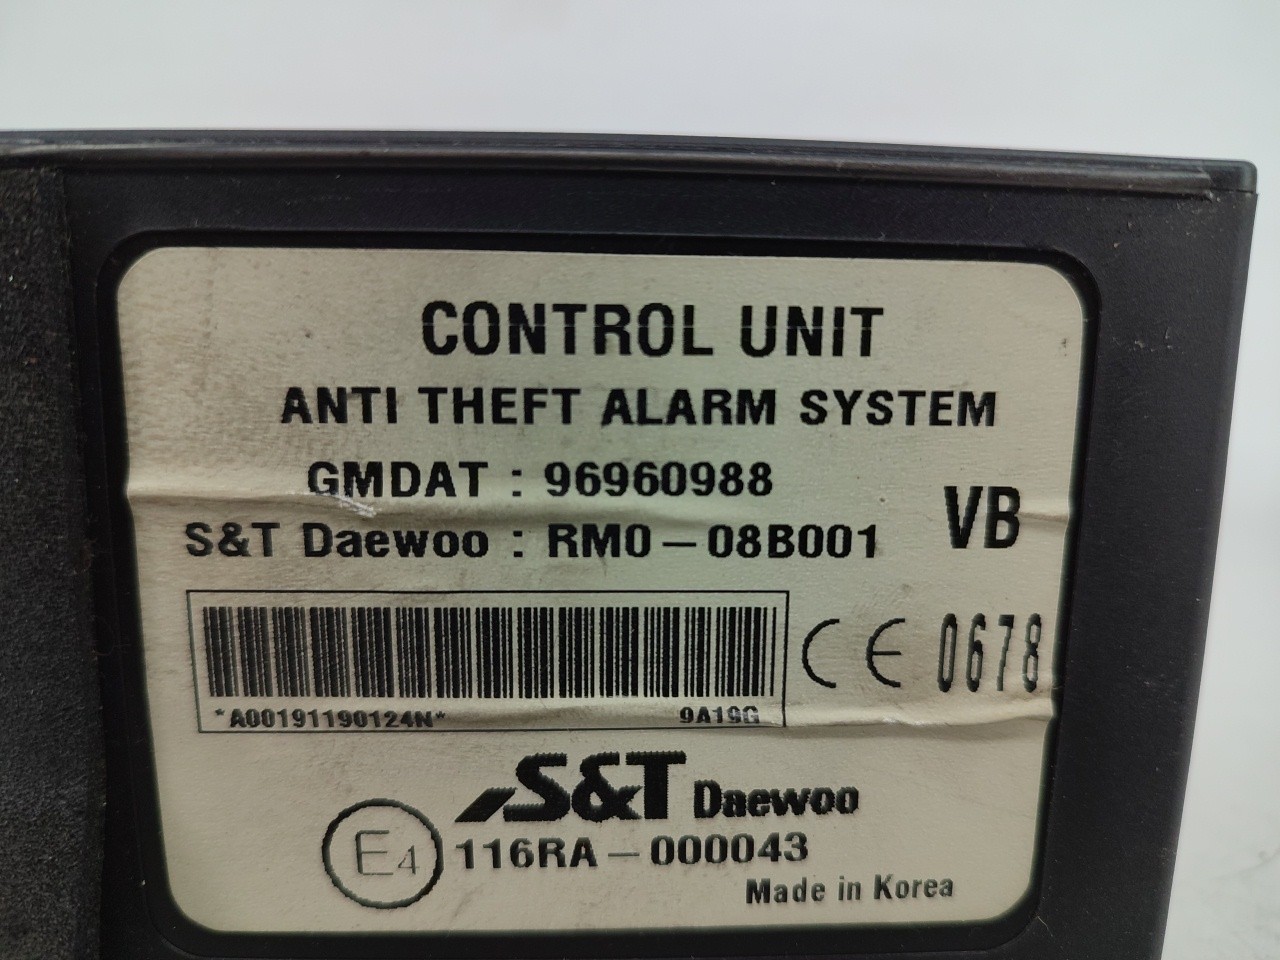 CONTROL UNIT
ANTI THEFT ALARM SYSTEM
GMDAT : 96960988
S&T Daewoo : RM0-08B001
VB
CE 0678
*A00191190124N* 9A19G
S&T Daewoo
E4 116RA-000043
Made in Korea